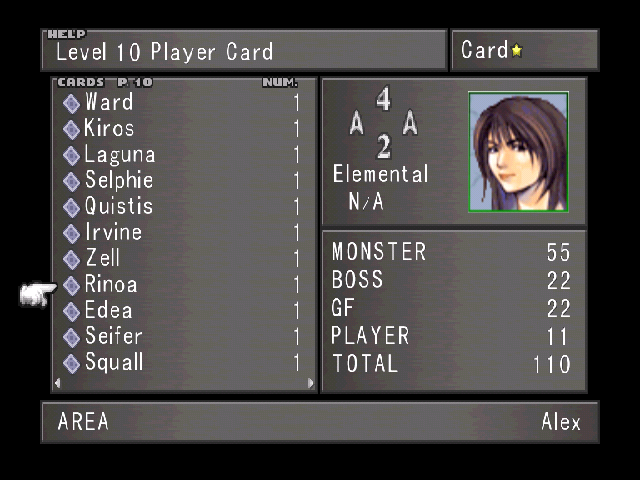 HELP
Level 10 Player Card
Card
CARDS P. 10 NUM.
Ward 1
Kiros 1
Laguna 1
Selphie 1
Quistis 1
Irvine 1
Zell 1
Rinoa 1
Edea 1
Seifer 1
Squall 1
4
A A
2
Elemental
N/A
MONSTER 55
BOSS 22
GF 22
PLAYER 11
TOTAL 110
AREA Alex